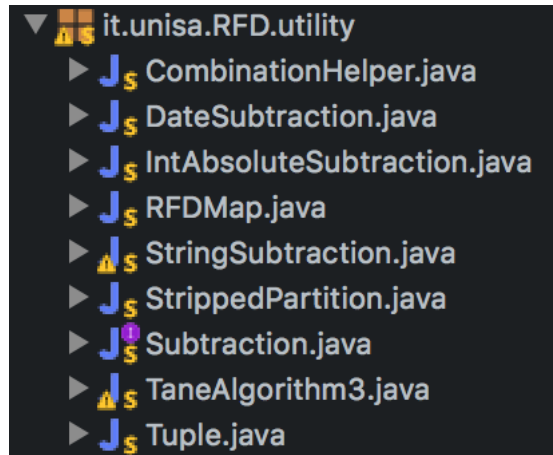 it.unisa.RFD.utility
CombinationHelper.java
DateSubtraction.java
IntAbsoluteSubtraction.java
RFDMap.java
StringSubtraction.java
StrippedPartition.java
Subtraction.java
TaneAlgorithm3.java
Tuple.java